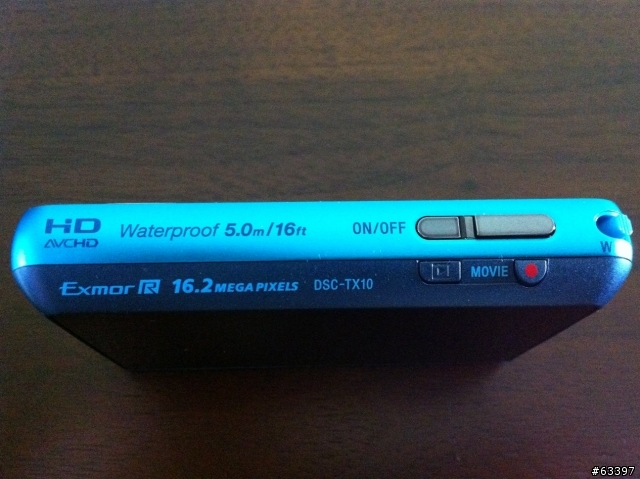 HD
AVCHD
Waterproof 5.0m/16ft
ON/OFF
W
Exmor R 16.2 MEGA PIXELS DSC-TX10
MOVIE
#63397